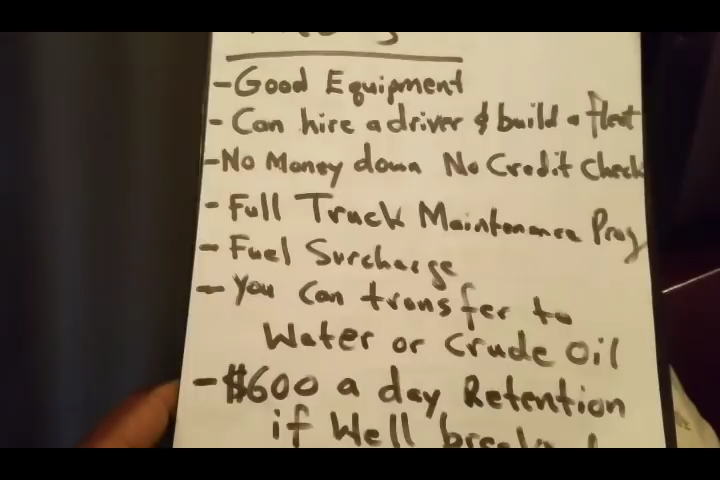 - Good Equipment
- Can hire a driver & build a fleet
- No Money down No Credit Check
- Full Truck Maintenance Prog
- Fuel Surcharge
- You Can transfer to
Water or Crude Oil
- $600 a day Retention
if Well